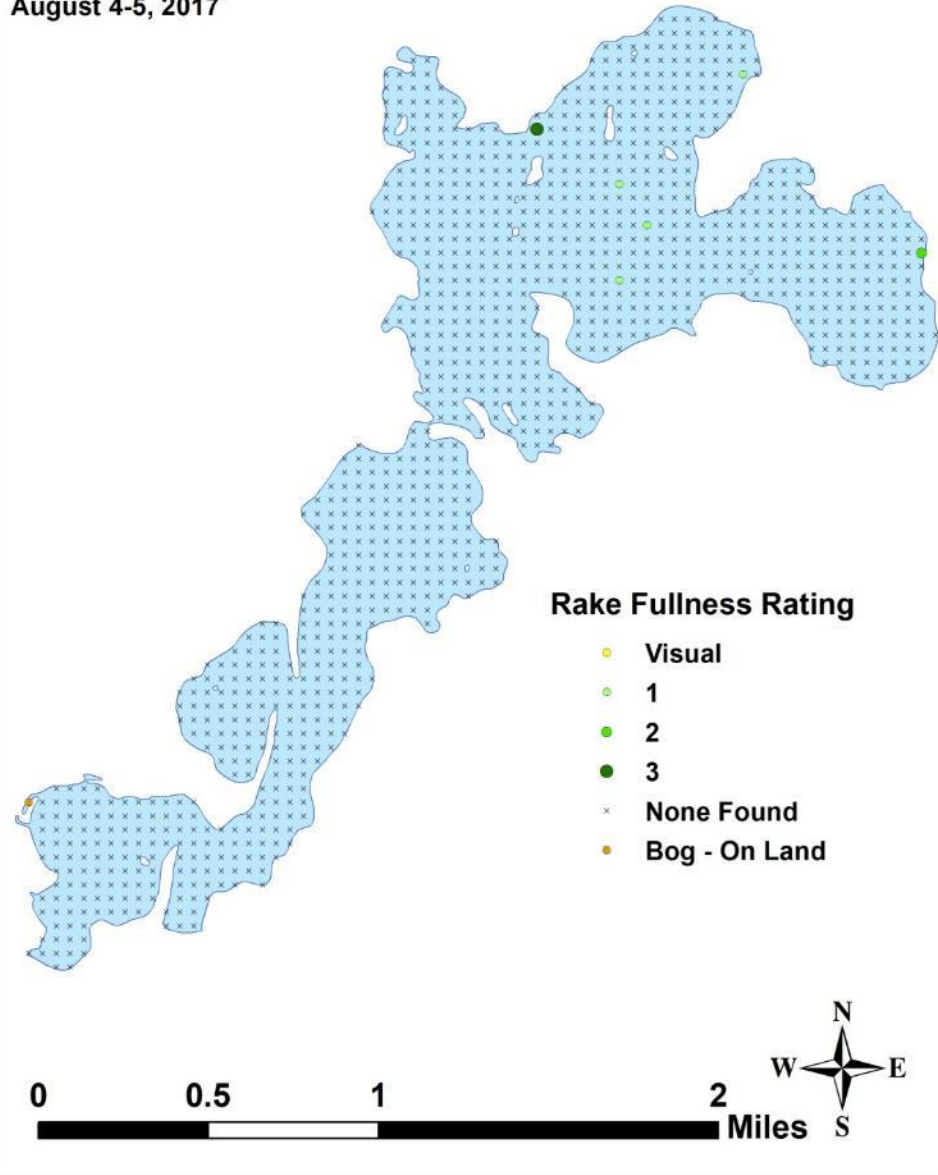 August 4-5, 2017
Rake Fullness Rating
Visual
1
2
3
None Found
Bog - On Land
N
W E
S
0 0.5 1 2
Miles